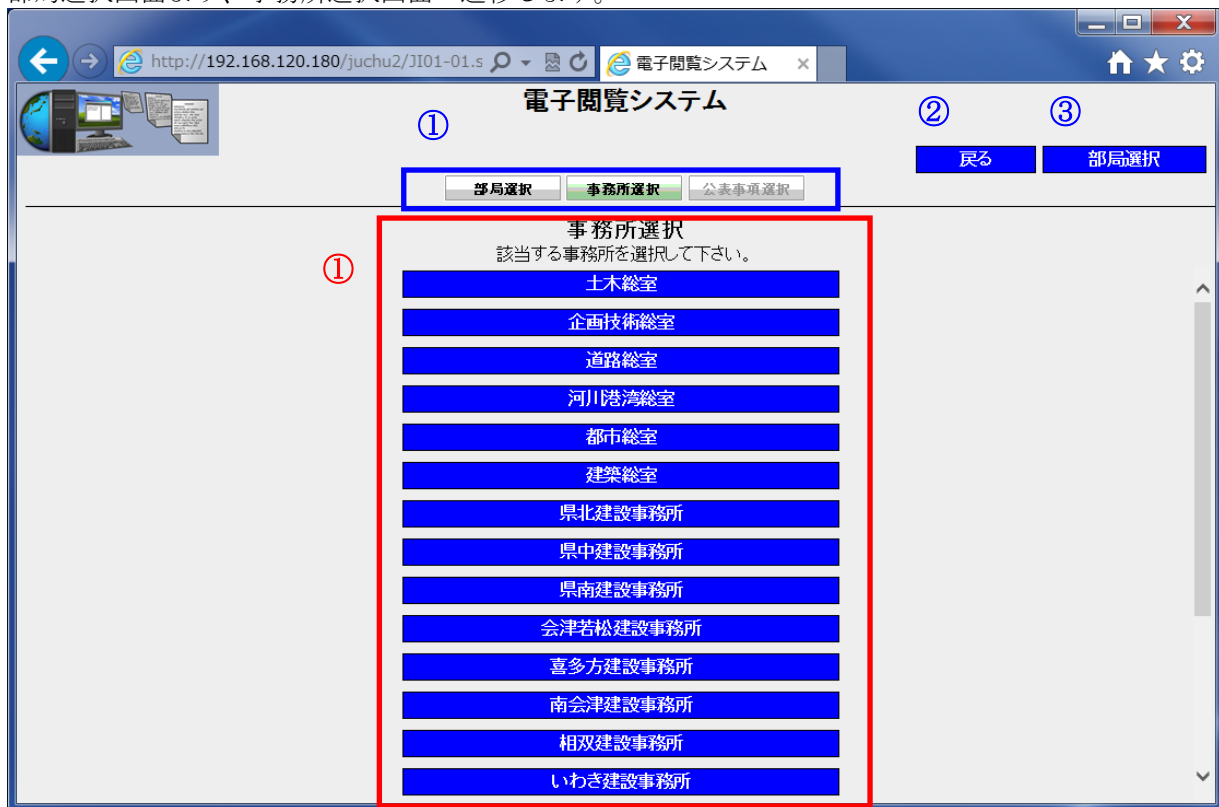 部局選択画面より、事務所選択画面へ遷移します。
http://192.168.120.180/juchu2/JI01-01.s
電子閲覧システム
電子閲覧システム
① ② ③
戻る 部局選択
部局選択 事務所選択 公表事項選択
事務所選択
該当する事務所を選択して下さい。
①
土木総室
企画技術総室
道路総室
河川港湾総室
都市総室
建築総室
県北建設事務所
県中建設事務所
県南建設事務所
会津若松建設事務所
喜多方建設事務所
南会津建設事務所
相双建設事務所
いわき建設事務所